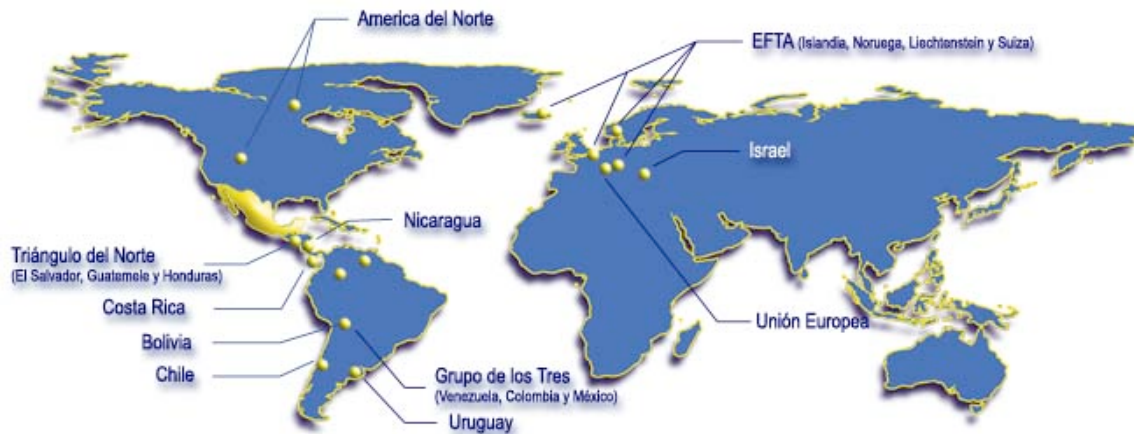 America del Norte
EFTA (Islandia, Noruega, Liechtenstein y Suiza)
Israel
Nicaragua
Triángulo del Norte
(El Salvador, Guatemele y Honduras)
Costa Rica
Unión Europea
Bolivia
Chile
Grupo de los Tres
(Venezuela, Colombia y México)
Uruguay